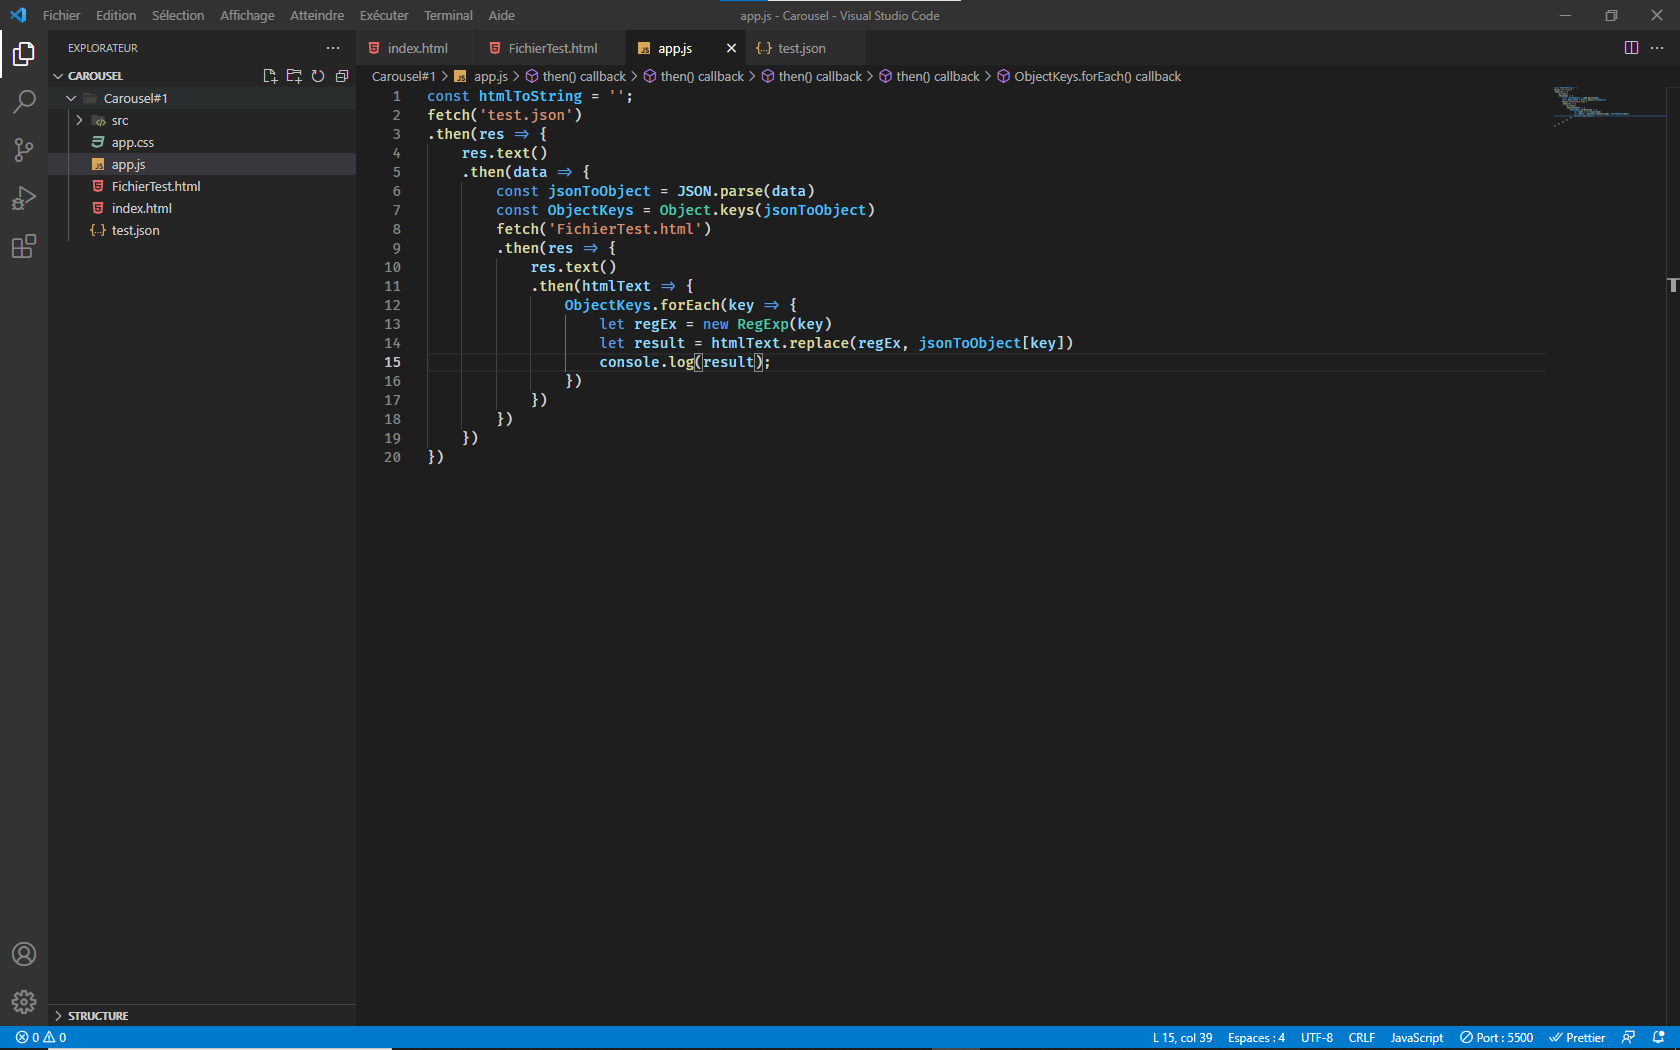 Fichier Edition Sélection Affichage Atteindre Exécuter Terminal Aide
app.js - Carousel - Visual Studio Code
EXPLORATEUR
CAROUSEL
Carousel#1
src
app.css
app.js
FichierTest.html
index.html
test.json
STRUCTURE
index.html FichierTest.html app.js test.json
Carousel#1 > app.js > then() callback > then() callback > then() callback > then() callback > ObjectKeys.forEach() callback
1 const htmlToString = '';
2 fetch('test.json')
3 .then(res => {
4     res.text()
5     .then(data => {
6         const jsonToObject = JSON.parse(data)
7         const ObjectKeys = Object.keys(jsonToObject)
8         fetch('FichierTest.html')
9         .then(res => {
10             res.text()
11             .then(htmlText => {
12                 ObjectKeys.forEach(key => {
13                     let regEx = new RegExp(key)
14                     let result = htmlText.replace(regEx, jsonToObject[key])
15                     console.log(result);
16                 })
17             })
18         })
19     })
20 })
0 0
L 15, col 39 Espaces : 4 UTF-8 CRLF JavaScript Port : 5500 Prettier